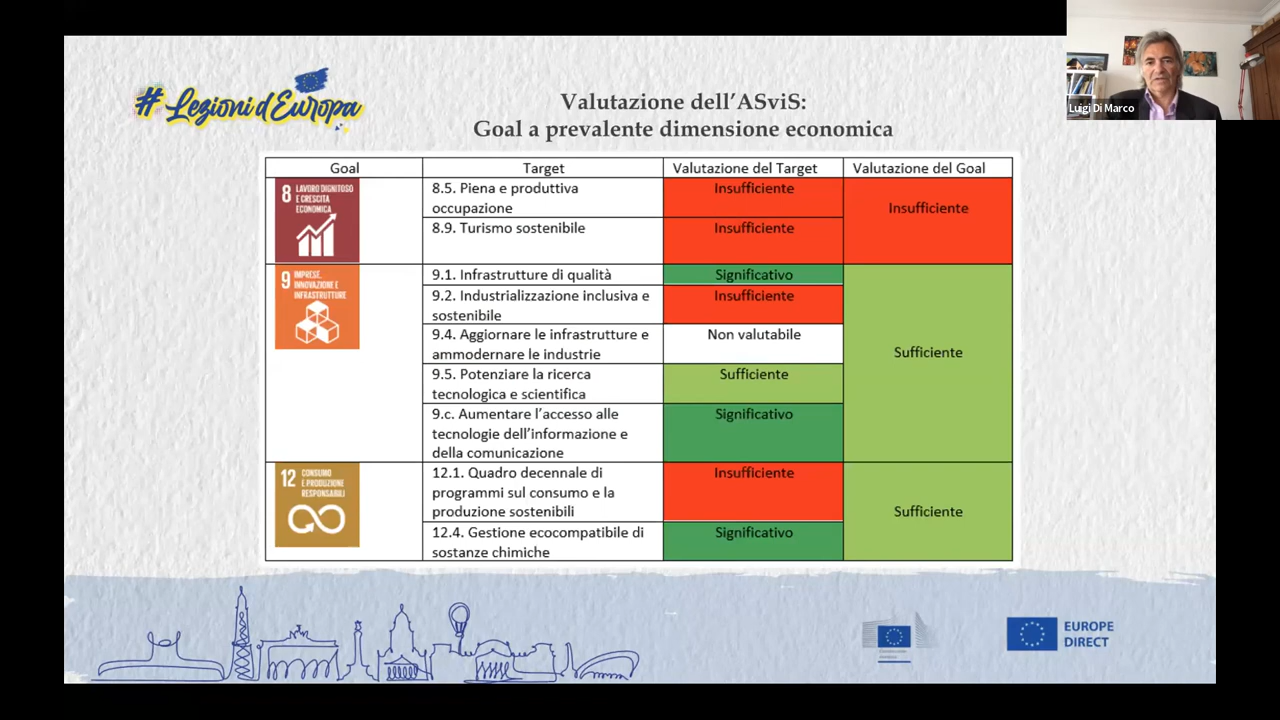 #Lezioni d'Europa
Valutazione dell'ASviS:
Goal a prevalente dimensione economica
Luigi Di Marco
Goal
Target
Valutazione del Target
Valutazione del Goal
8 LAVORO DIGNITOSO
E CRESCITA
ECONOMICA
8.5. Piena e produttiva
occupazione
Insufficiente
Insufficiente
8.9. Turismo sostenibile
Insufficiente
9 IMPRESE,
INNOVAZIONE E
INFRASTRUTTURE
9.1. Infrastrutture di qualità
Significativo
Sufficiente
9.2. Industrializzazione inclusiva e
sostenibile
Insufficiente
9.4. Aggiornare le infrastrutture e
ammodernare le industrie
Non valutabile
9.5. Potenziare la ricerca
tecnologica e scientifica
Sufficiente
9.c. Aumentare l'accesso alle
tecnologie dell'informazione e
della comunicazione
Significativo
12 CONSUMO
E PRODUZIONE
RESPONSABILI
12.1. Quadro decennale di
programmi sul consumo e la
produzione sostenibili
Insufficiente
Sufficiente
12.4. Gestione ecocompatibile di
sostanze chimiche
Significativo
EUROPE
DIRECT